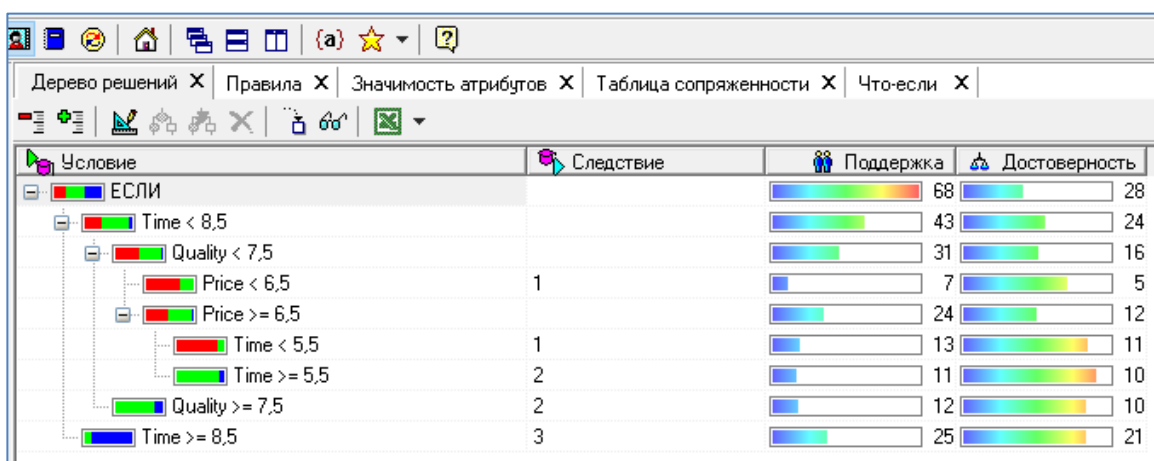 {a}
Дерево решений X Правила X Значимость атрибутов X Таблица сопряженности X Что-если X
Условие Следствие Поддержка Достоверность
ЕСЛИ 68 28
Time < 8,5 43 24
Quality < 7,5 31 16
Price < 6,5 1 7 5
Price >= 6,5 24 12
Time < 5,5 1 13 11
Time >= 5,5 2 11 10
Quality >= 7,5 2 12 10
Time >= 8,5 3 25 21